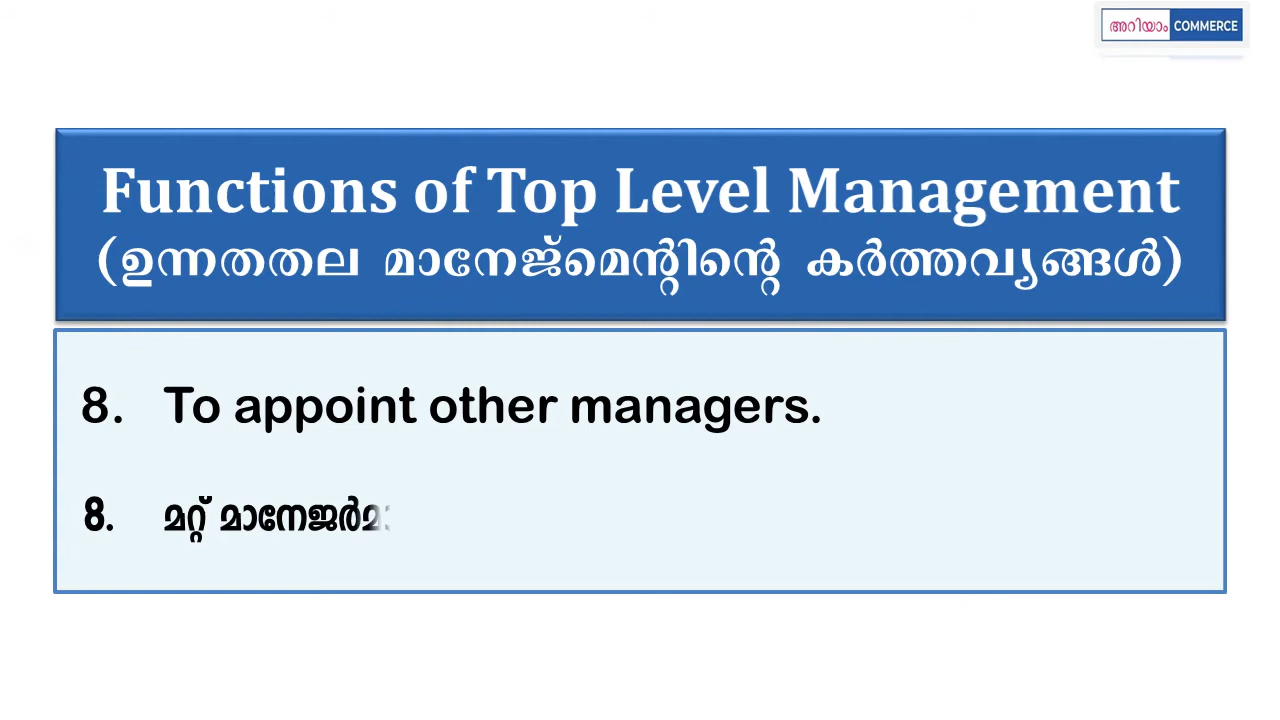 അറിയാം COMMERCE
Functions of Top Level Management
(ഉന്നതതല മാനേജ്മെന്റിന്റെ കർത്തവ്യങ്ങൾ)
8. To appoint other managers.
8. മറ്റ് മാനേജർമാ